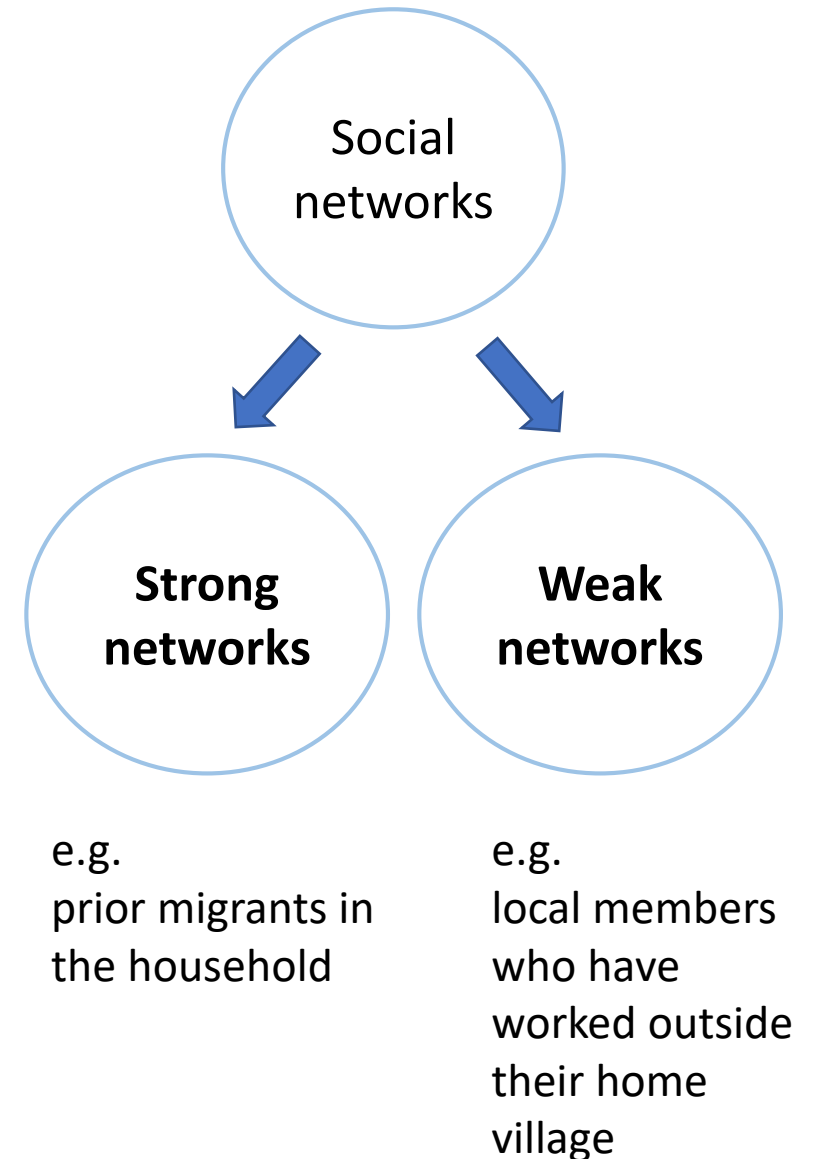 Social
networks
Strong
networks
Weak
networks
e.g.
prior migrants in
the household
e.g.
local members
who have
worked outside
their home
village